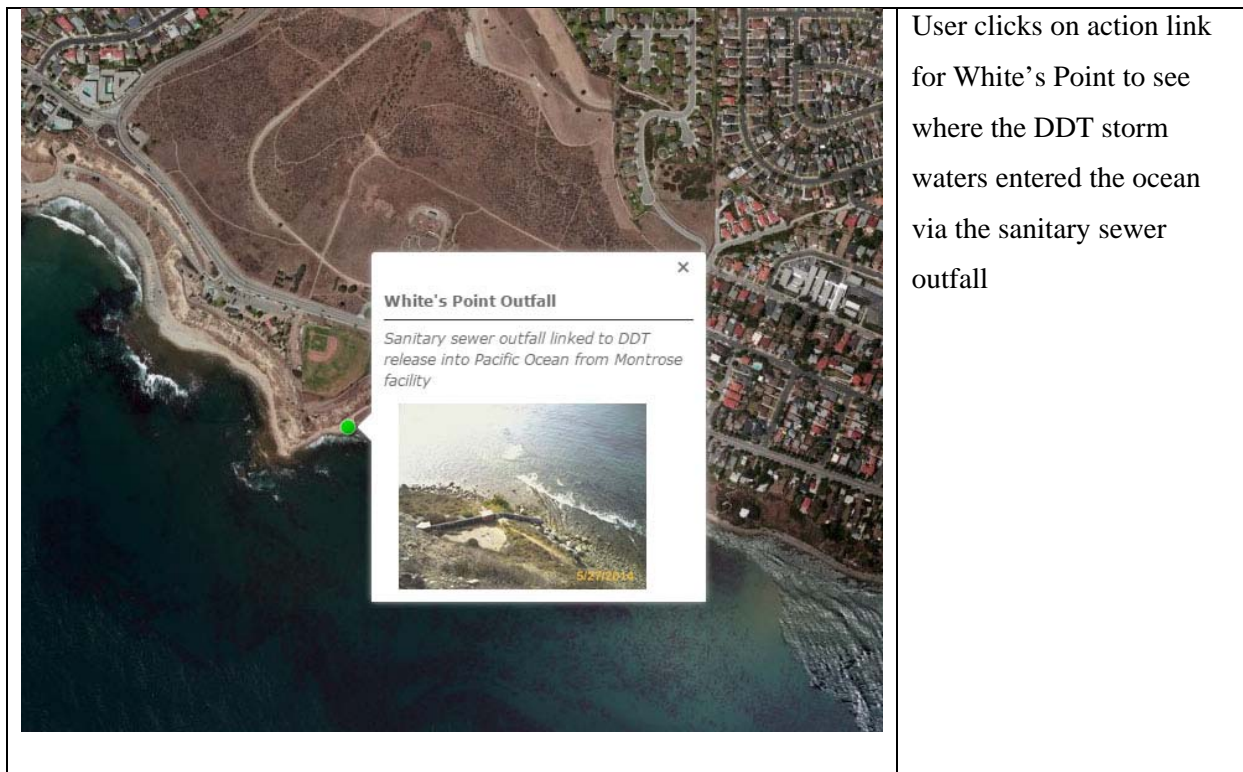 White's Point Outfall
Sanitary sewer outfall linked to DDT
release into Pacific Ocean from Montrose
facility
5/27/2014
User clicks on action link
for White’s Point to see
where the DDT storm
waters entered the ocean
via the sanitary sewer
outfall